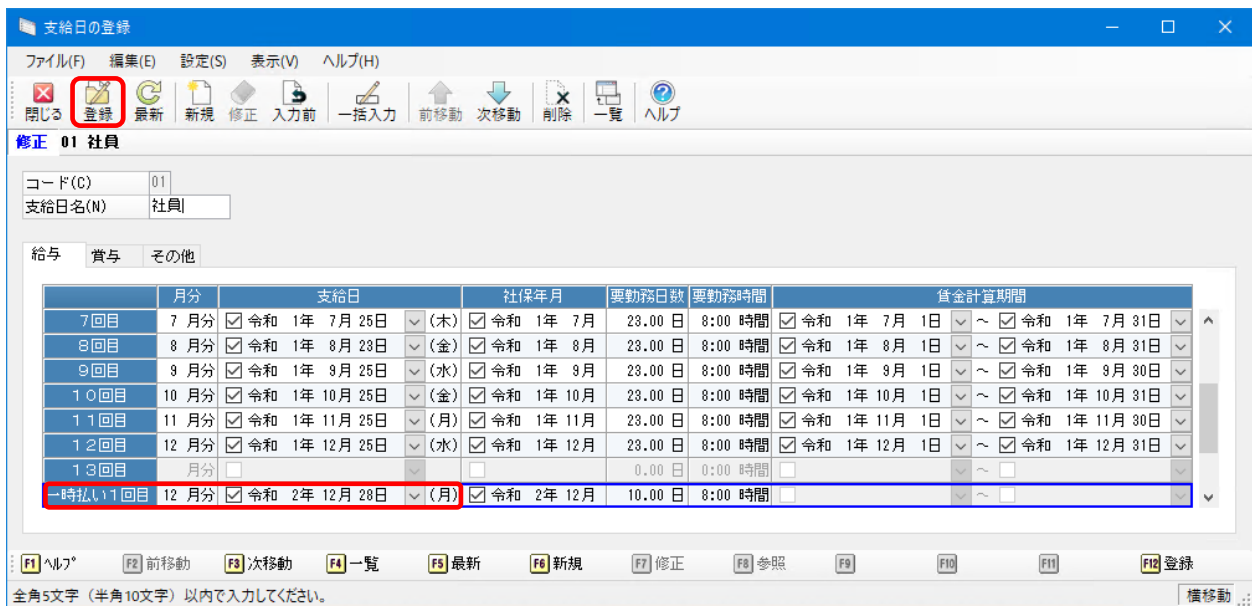 支給日の登録
ファイル(F) 編集(E) 設定(S) 表示(V) ヘルプ(H)
閉じる 登録 最新 新規 修正 入力前 一括入力 前移動 次移動 削除 一覧 ヘルプ
修正 01 社員
コード(C) 01
支給日名(N) 社員
給与 賞与 その他
月分 支給日 社保年月 要勤務日数 要勤務時間 賃金計算期間
7回目 7 月分 令和 1年 7月 25日 (木) 令和 1年 7月 23.00 日 8:00 時間 令和 1年 7月 1日 ~ 令和 1年 7月 31日
8回目 8 月分 令和 1年 8月 23日 (金) 令和 1年 8月 23.00 日 8:00 時間 令和 1年 8月 1日 ~ 令和 1年 8月 31日
9回目 9 月分 令和 1年 9月 25日 (水) 令和 1年 9月 23.00 日 8:00 時間 令和 1年 9月 1日 ~ 令和 1年 9月 30日
10回目 10 月分 令和 1年 10月 25日 (金) 令和 1年 10月 23.00 日 8:00 時間 令和 1年 10月 1日 ~ 令和 1年 10月 31日
11回目 11 月分 令和 1年 11月 25日 (月) 令和 1年 11月 23.00 日 8:00 時間 令和 1年 11月 1日 ~ 令和 1年 11月 30日
12回目 12 月分 令和 1年 12月 25日 (水) 令和 1年 12月 23.00 日 8:00 時間 令和 1年 12月 1日 ~ 令和 1年 12月 31日
13回目 月分 0.00 日 0:00 時間 ~
一時払い1回目 12 月分 令和 2年 12月 28日 (月) 令和 2年 12月 10.00 日 8:00 時間 ~
F1 ヘルプ F2 前移動 F3 次移動 F4 一覧 F5 最新 F6 新規 F7 修正 F8 参照 F9 F10 F11 F12 登録
全角5文字（半角10文字）以内で入力してください。 横移動